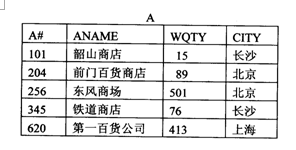 A
A# ANAME WQTY CITY
101 韶山商店 15 长沙
204 前门百货商店 89 北京
256 东风商场 501 北京
345 铁道商店 76 长沙
620 第一百货公司 413 上海